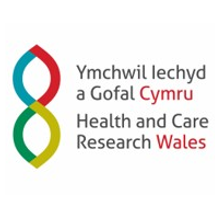 Ymchwil Iechyd
a Gofal Cymru
Health and Care
Research Wales